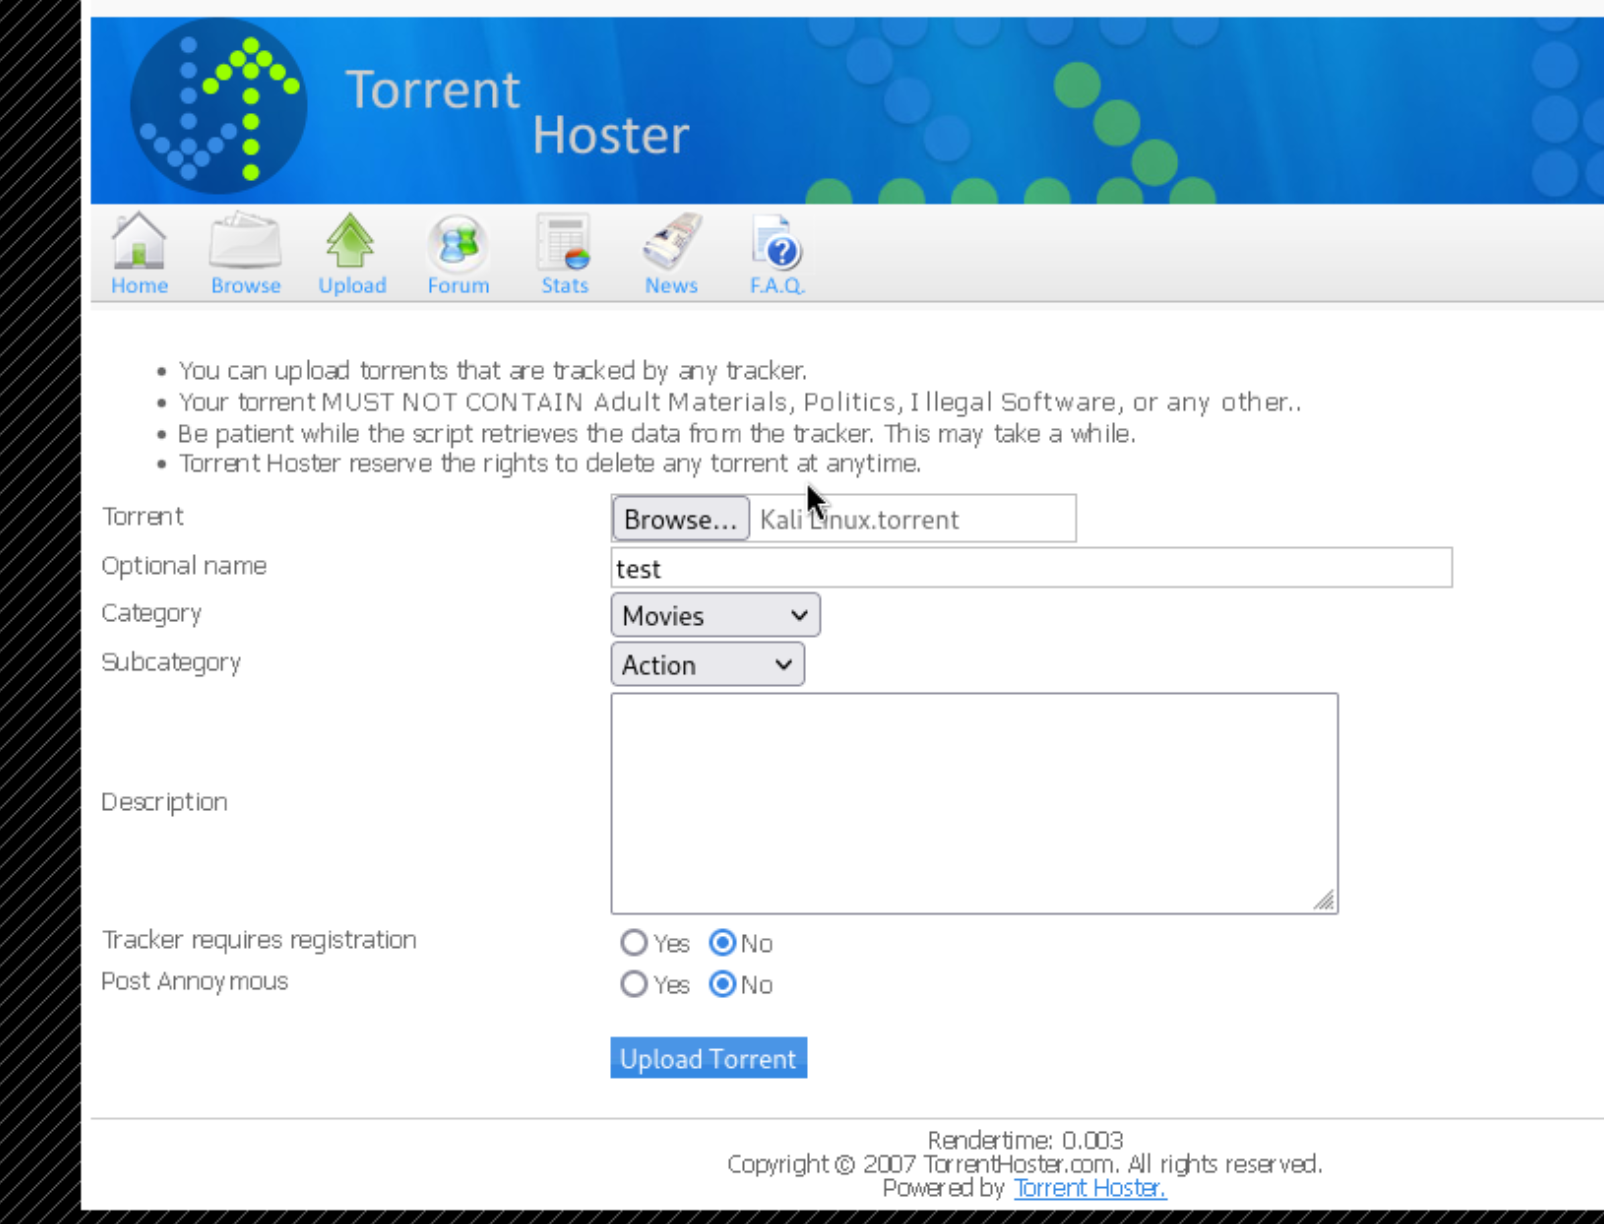 Torrent
Hoster
Home Browse Upload Forum Stats News F.A.Q.
You can upload torrents that are tracked by any tracker.
Your torrent MUST NOT CONTAIN Adult Materials, Politics, Illegal Software, or any other..
Be patient while the script retrieves the data from the tracker. This may take a while.
Torrent Hoster reserve the rights to delete any torrent at anytime.
Torrent Browse... Kali Linux.torrent
Optional name test
Category Movies
Subcategory Action
Description
Tracker requires registration Yes No
Post Annoymous Yes No
Upload Torrent
Rendertime: 0.003
Copyright © 2007 TorrentHoster.com. All rights reserved.
Powered by Torrent Hoster.